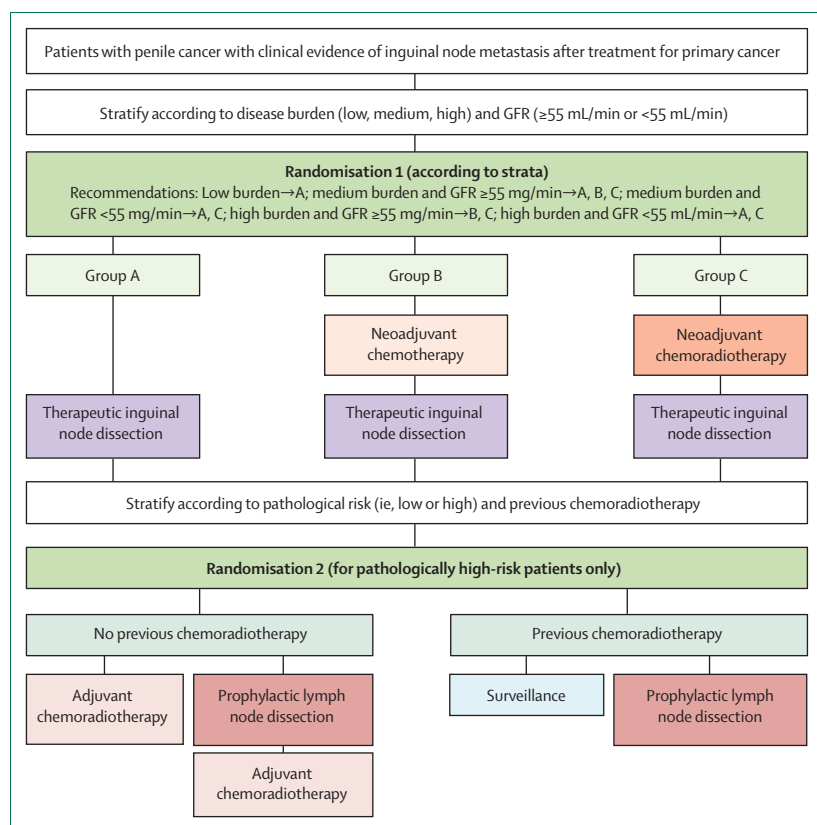 Patients with penile cancer with clinical evidence of inguinal node metastasis after treatment for primary cancer
Stratify according to disease burden (low, medium, high) and GFR (≥55 mL/min or <55 mL/min)
Randomisation 1 (according to strata)
Recommendations: Low burden→A; medium burden and GFR ≥55 mg/min→A, B, C; medium burden and
GFR <55 mg/min→A, C; high burden and GFR ≥55 mg/min→B, C; high burden and GFR <55 mL/min→A, C
Group A
Group B
Group C
Neoadjuvant
chemotherapy
Neoadjuvant
chemoradiotherapy
Therapeutic inguinal
node dissection
Therapeutic inguinal
node dissection
Therapeutic inguinal
node dissection
Stratify according to pathological risk (ie, low or high) and previous chemoradiotherapy
Randomisation 2 (for pathologically high-risk patients only)
No previous chemoradiotherapy
Previous chemoradiotherapy
Adjuvant
chemoradiotherapy
Prophylactic lymph
node dissection
Surveillance
Prophylactic lymph
node dissection
Adjuvant
chemoradiotherapy